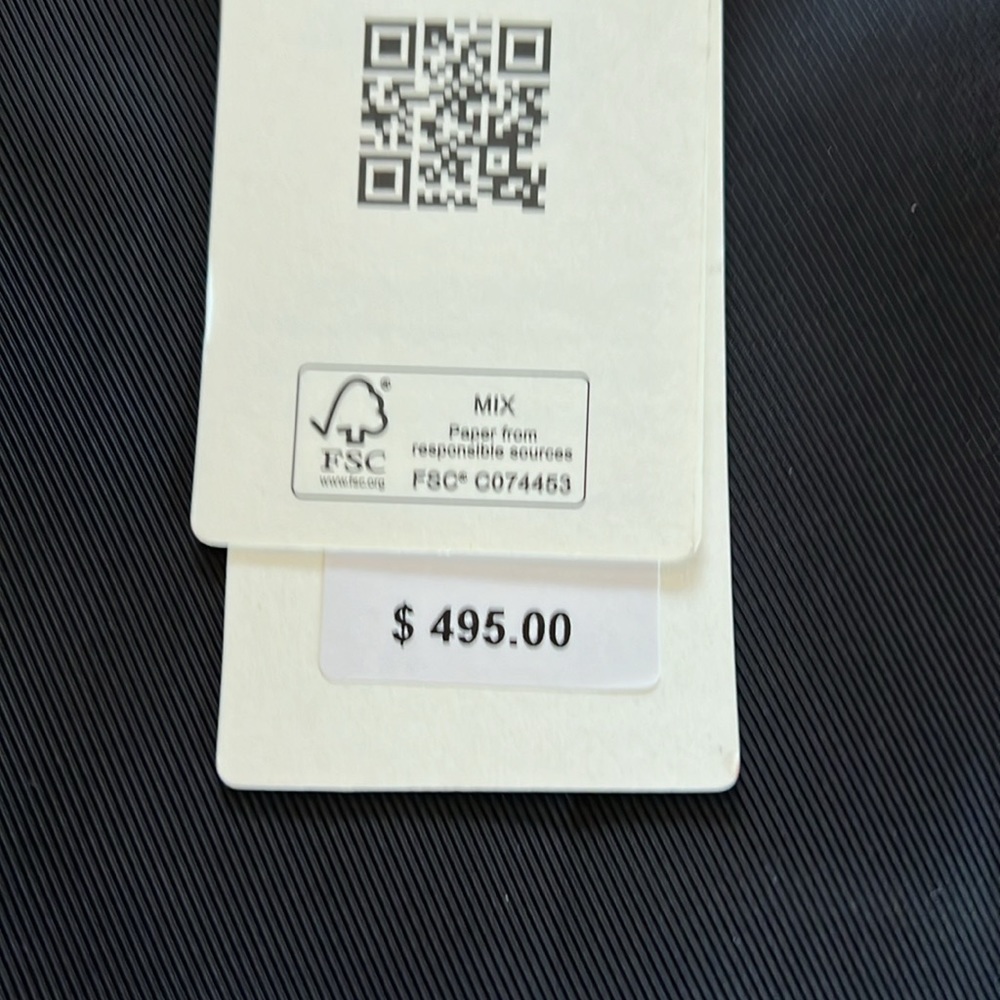 ®
FSC
www.fsc.org
MIX
Paper from
responsible sources
FSC® C074453
$ 495.00